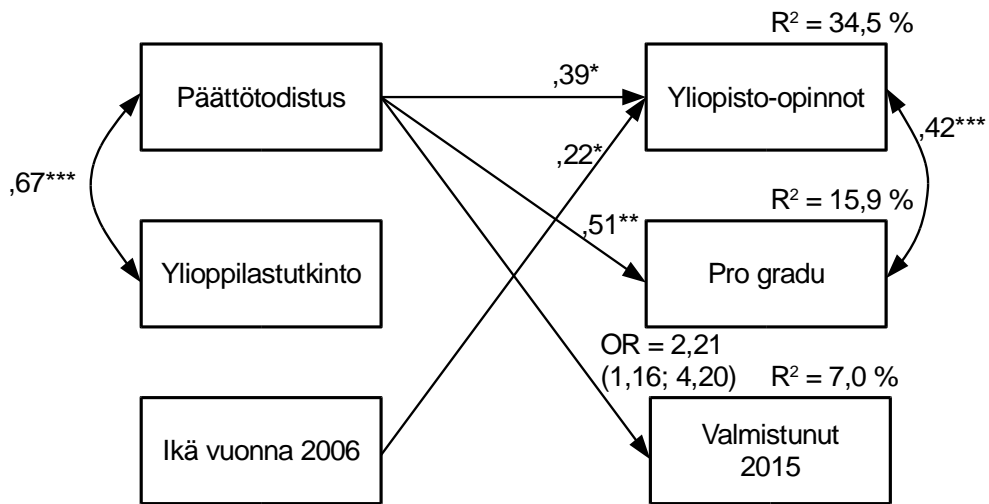 R² = 34,5 %
Päättötodistus
,39*
Yliopisto-opinnot
,42***
,22*
,67***
R² = 15,9 %
,51**
Ylioppilastutkinto
Pro gradu
OR = 2,21
(1,16; 4,20)
R² = 7,0 %
Ikä vuonna 2006
Valmistunut
2015